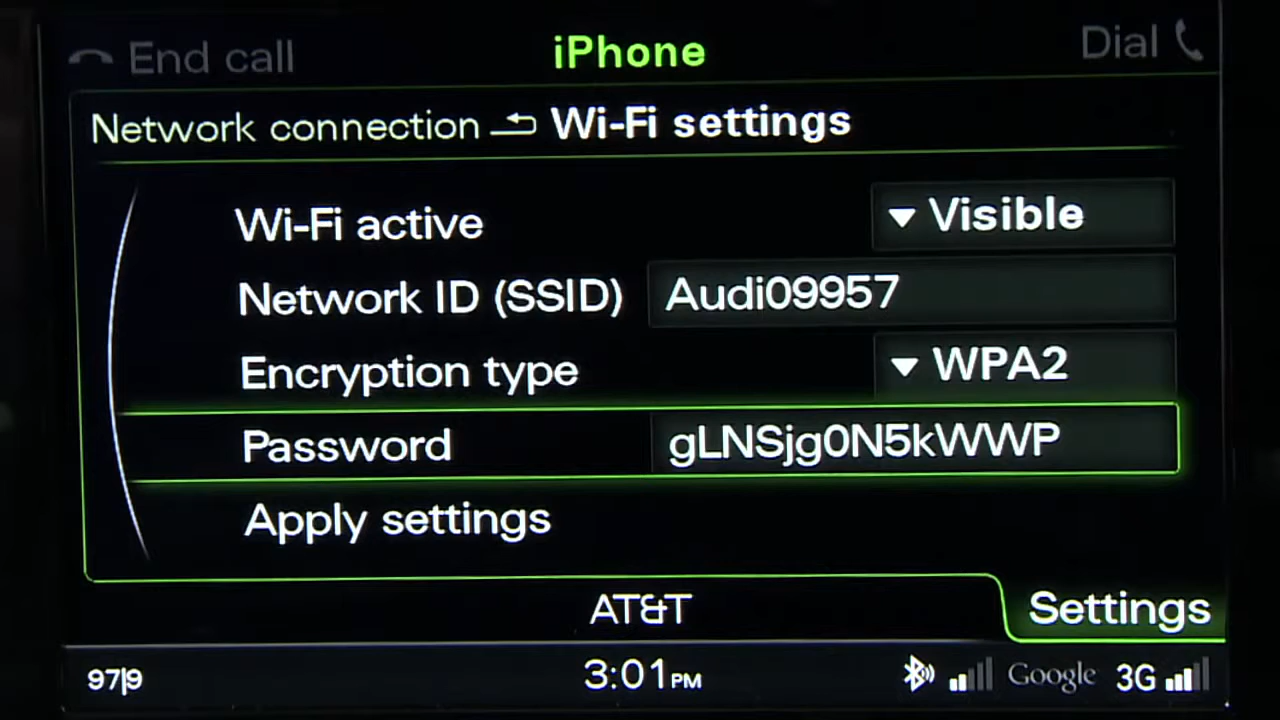 End call iPhone Dial
Network connection Wi-Fi settings
Wi-Fi active Visible
Network ID (SSID) Audi09957
Encryption type WPA2
Password gLNSjg0N5kWWP
Apply settings
AT&T Settings
97|9 3:01PM Google 3G